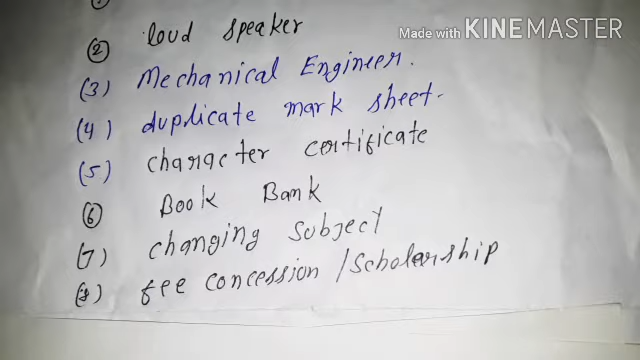 Made with KINEMASTER
(2) loud speaker
(3) Mechanical Engineer.
(4) duplicate mark sheet.
(5) character certificate
(6) Book Bank
(7) changing subject
(8) fee concession / Scholarship